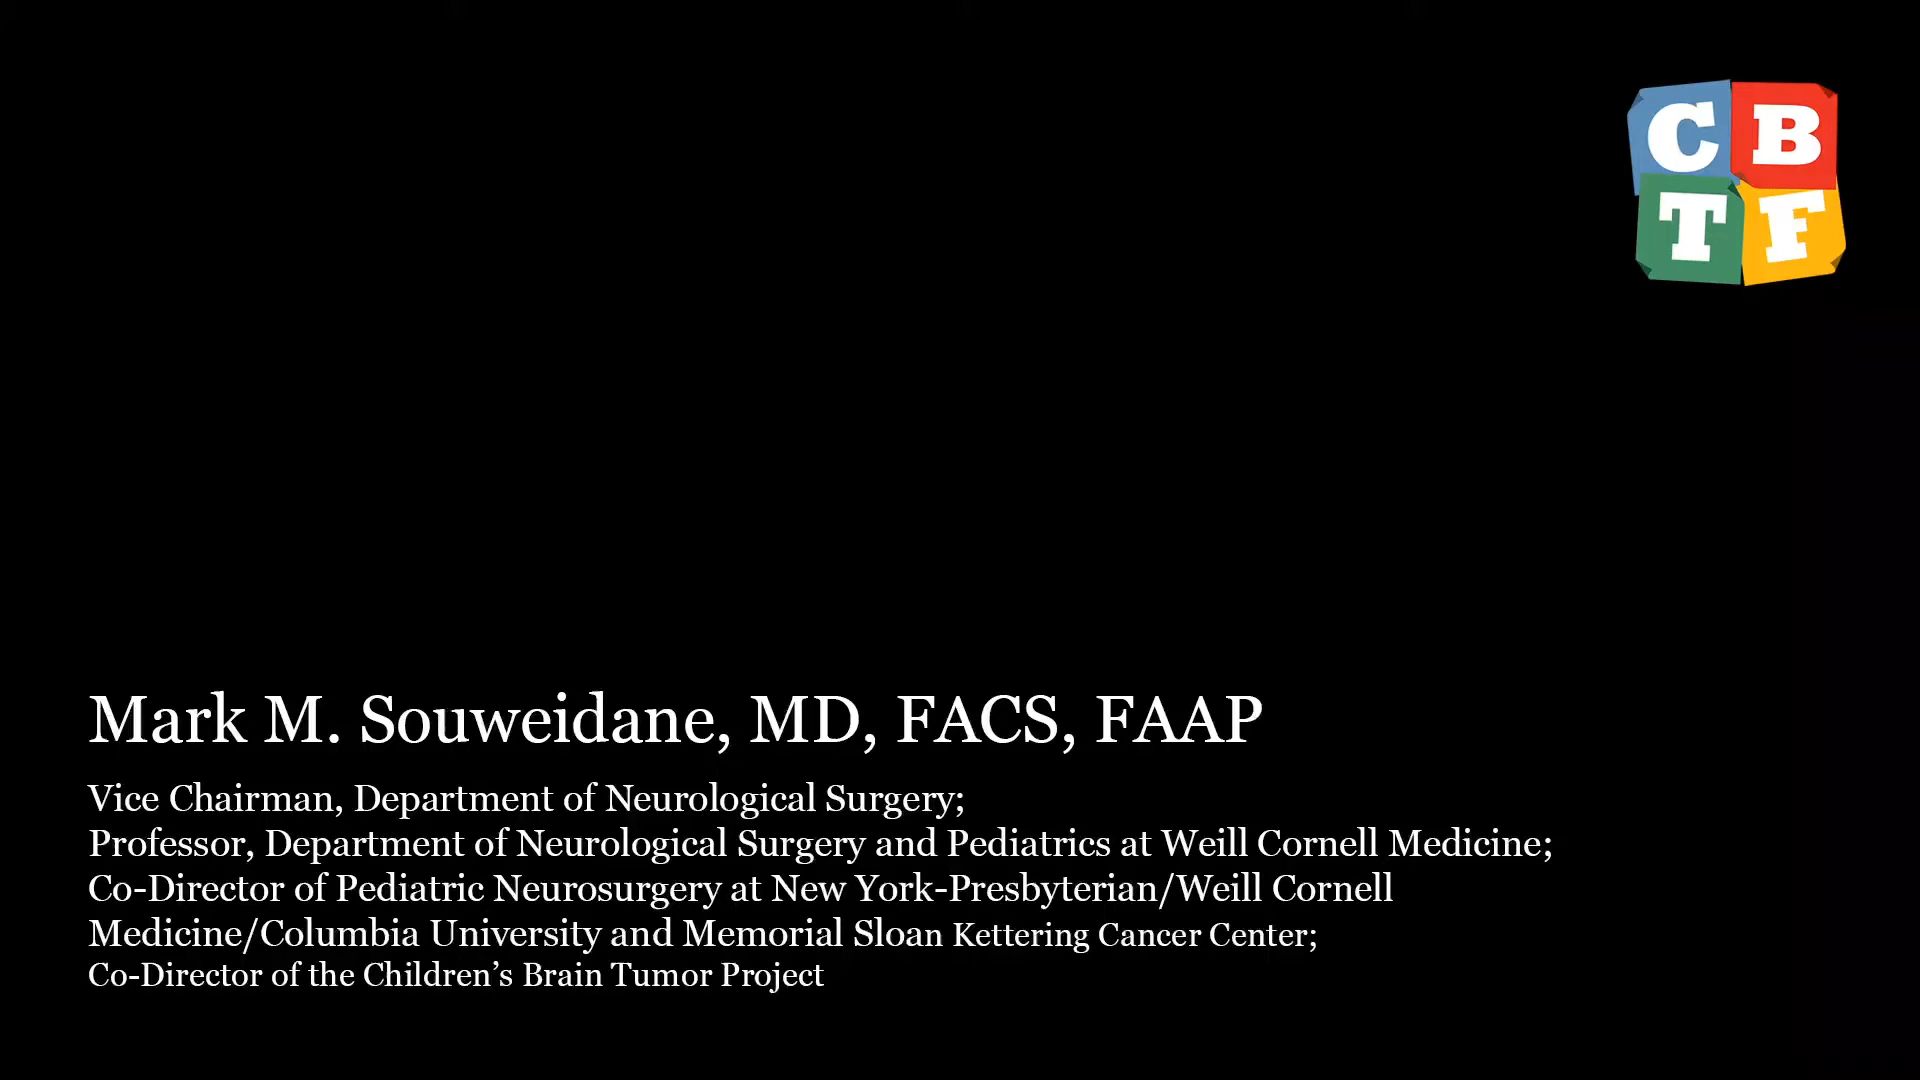 C B
T F
Mark M. Souweidane, MD, FACS, FAAP
Vice Chairman, Department of Neurological Surgery;
Professor, Department of Neurological Surgery and Pediatrics at Weill Cornell Medicine;
Co-Director of Pediatric Neurosurgery at New York-Presbyterian/Weill Cornell
Medicine/Columbia University and Memorial Sloan Kettering Cancer Center;
Co-Director of the Children’s Brain Tumor Project